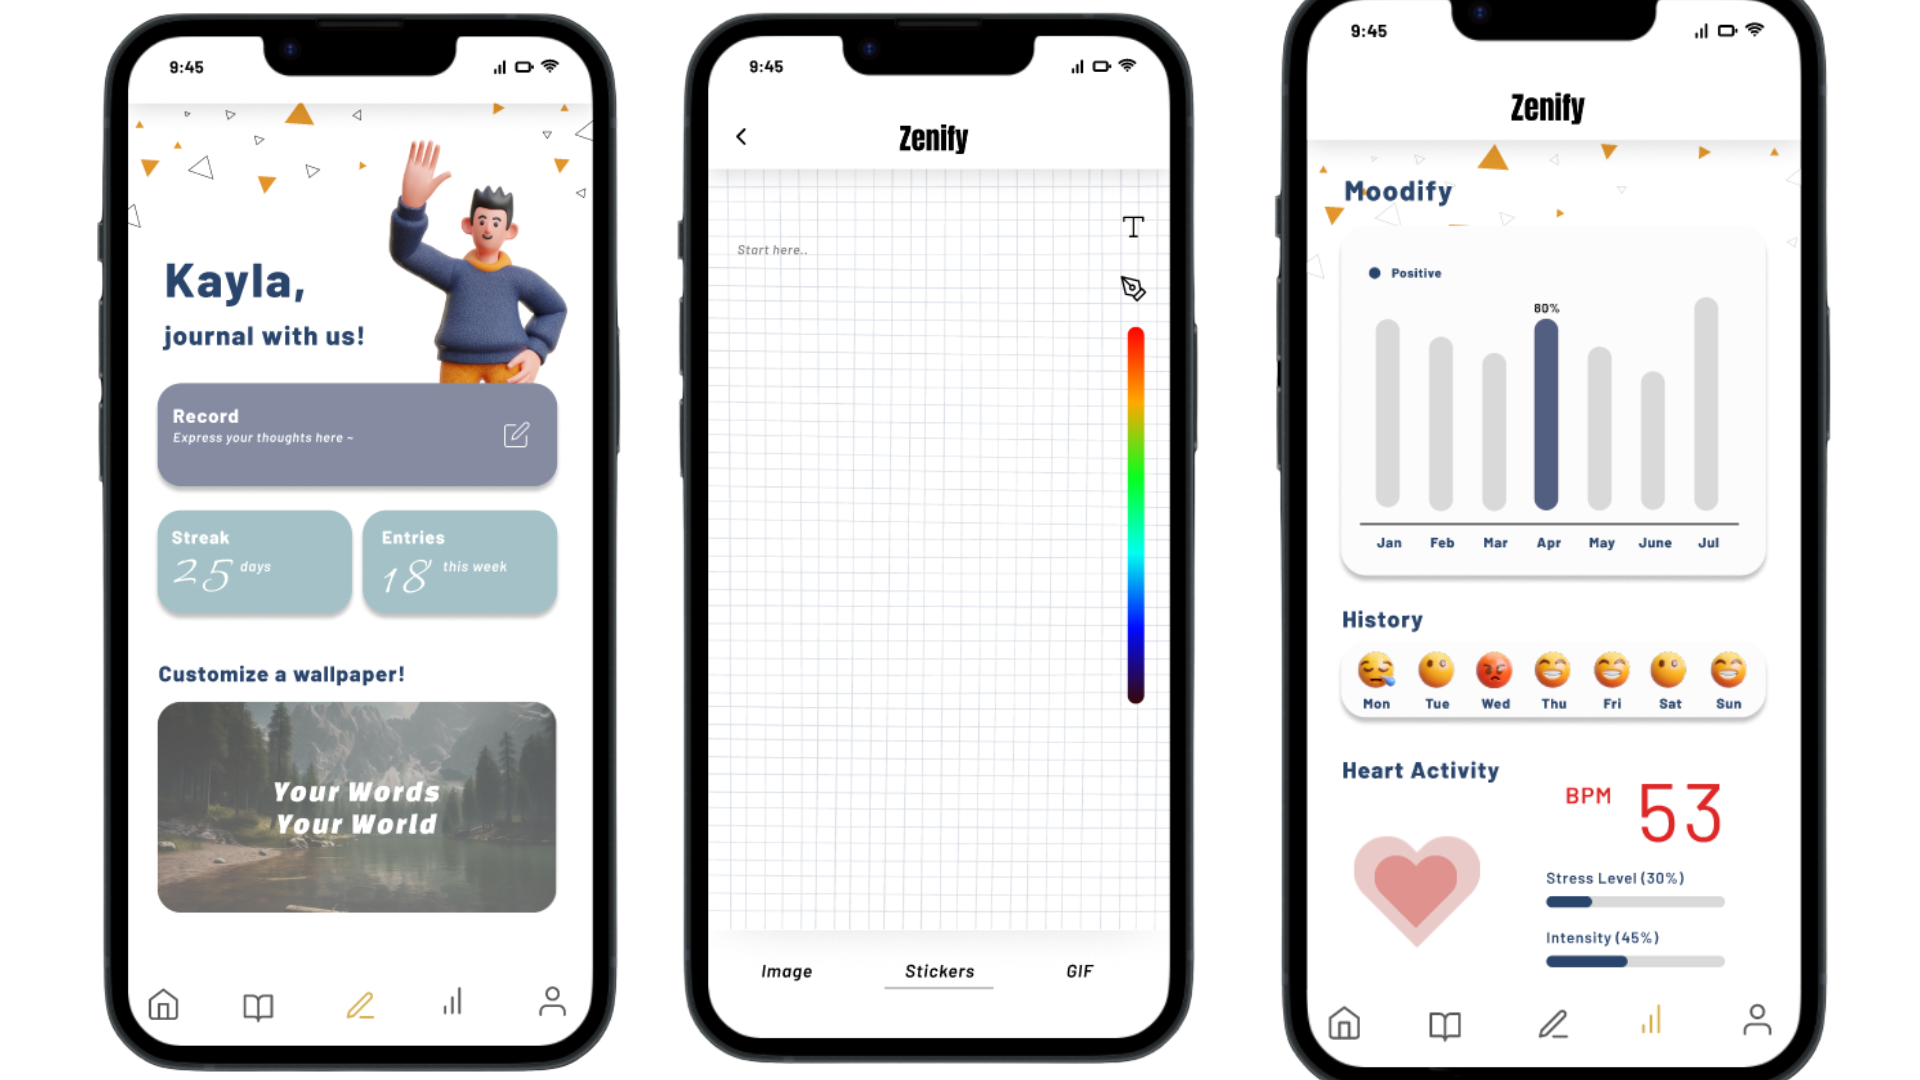 9:45
Kayla,
journal with us!
Record
Express your thoughts here ~
Streak
25 days
Entries
18 this week
Customize a wallpaper!
Your Words
Your World
9:45
Zenify
Start here..
Image Stickers GIF
9:45
Zenify
Moodify
Positive
80%
Jan Feb Mar Apr May June Jul
History
Mon Tue Wed Thu Fri Sat Sun
Heart Activity
BPM 53
Stress Level (30%)
Intensity (45%)